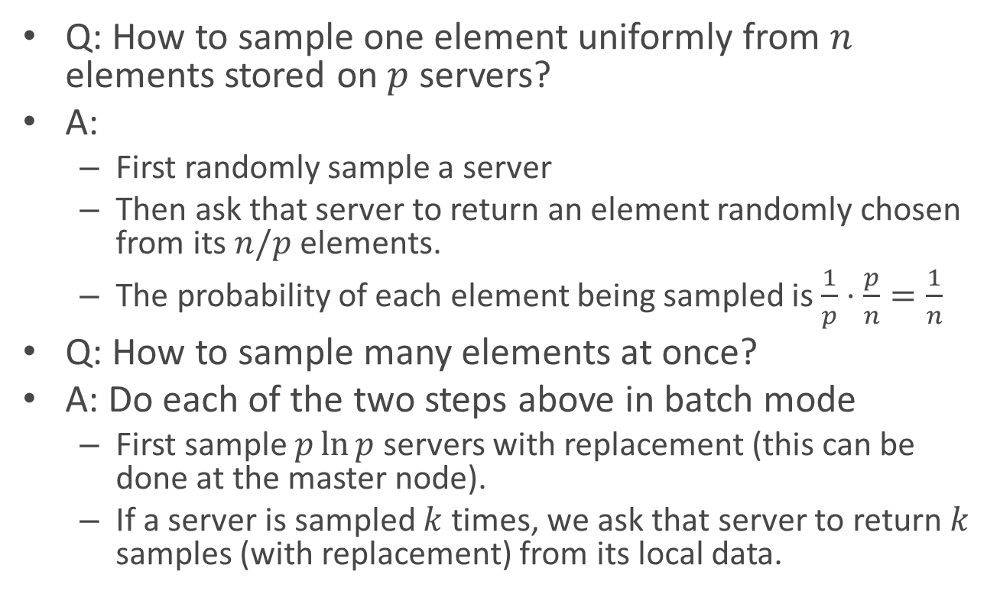 • Q: How to sample one element uniformly from n
elements stored on p servers?
• A:
– First randomly sample a server
– Then ask that server to return an element randomly chosen
from its n/p elements.
– The probability of each element being sampled is 1/p · p/n = 1/n
• Q: How to sample many elements at once?
• A: Do each of the two steps above in batch mode
– First sample p ln p servers with replacement (this can be
done at the master node).
– If a server is sampled k times, we ask that server to return k
samples (with replacement) from its local data.